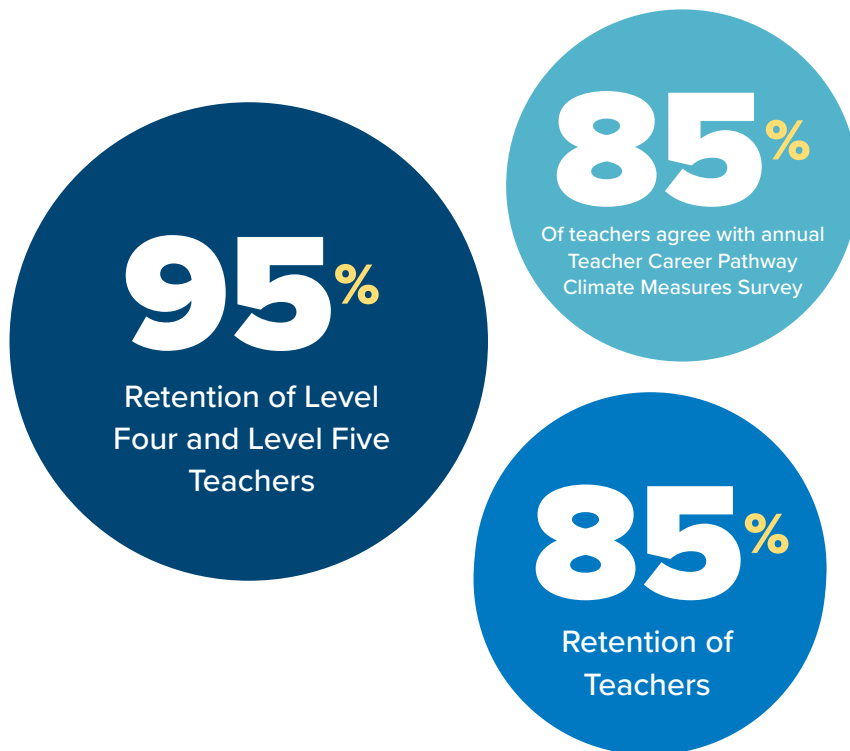 95%
Retention of Level
Four and Level Five
Teachers
85%
Of teachers agree with annual
Teacher Career Pathway
Climate Measures Survey
85%
Retention of
Teachers